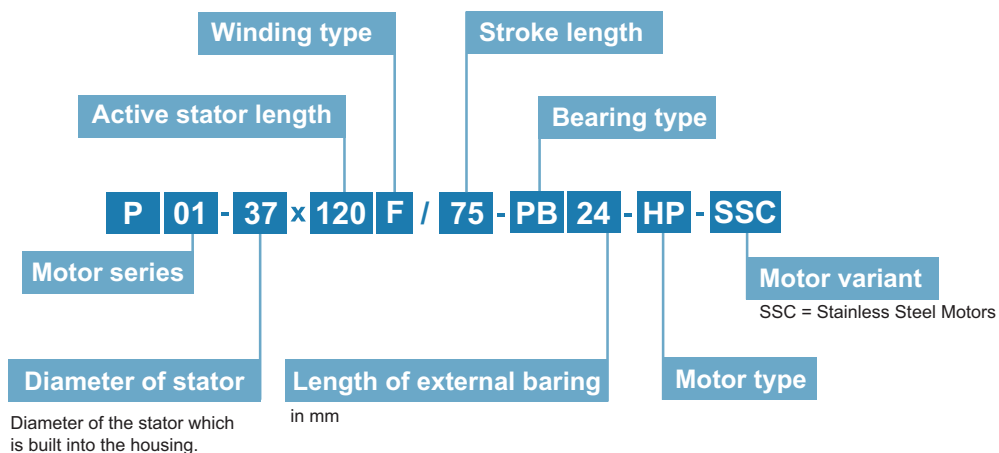 Winding type
Stroke length
Active stator length
Bearing type
P 01 - 37 x 120 F / 75 - PB 24 - HP - SSC
Motor series
Motor variant
SSC = Stainless Steel Motors
Diameter of stator
Length of external baring
Motor type
Diameter of the stator which
is built into the housing.
in mm